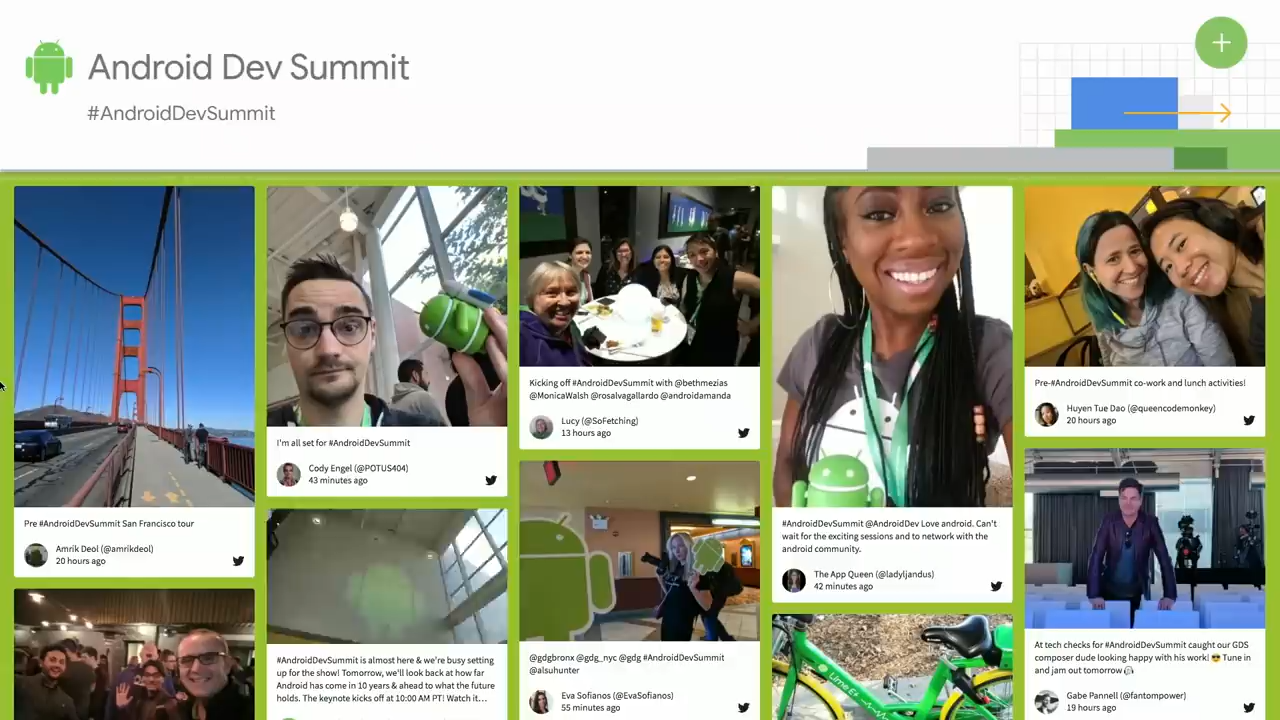 Android Dev Summit
#AndroidDevSummit
Pre #AndroidDevSummit San Francisco tour
Amrik Deol (@amrikdeol)
20 hours ago
I'm all set for #AndroidDevSummit
Cody Engel (@POTUS404)
43 minutes ago
#AndroidDevSummit is almost here & we're busy setting
up for the show! Tomorrow, we'll look back at how far
Android has come in 10 years & ahead to what the future
holds. The keynote kicks off at 10:00 AM PT! Watch it…
Kicking off #AndroidDevSummit with @bethmezias
@MonicaWalsh @rosalvagallardo @androidamanda
Lucy (@SoFetching)
13 hours ago
@gdgbronx @gdg_nyc @gdg #AndroidDevSummit
@alsuhunter
Eva Sofianos (@EvaSofianos)
55 minutes ago
#AndroidDevSummit @AndroidDev Love android. Can't
wait for the exciting sessions and to network with the
android community.
The App Queen (@ladyljandus)
42 minutes ago
Lime-E
Pre-#AndroidDevSummit co-work and lunch activities!
Huyen Tue Dao (@queencodemonkey)
20 hours ago
At tech checks for #AndroidDevSummit caught our GDS
composer dude looking happy with his work! 😎 Tune in
and jam out tomorrow 🎧
Gabe Pannell (@fantompower)
19 hours ago